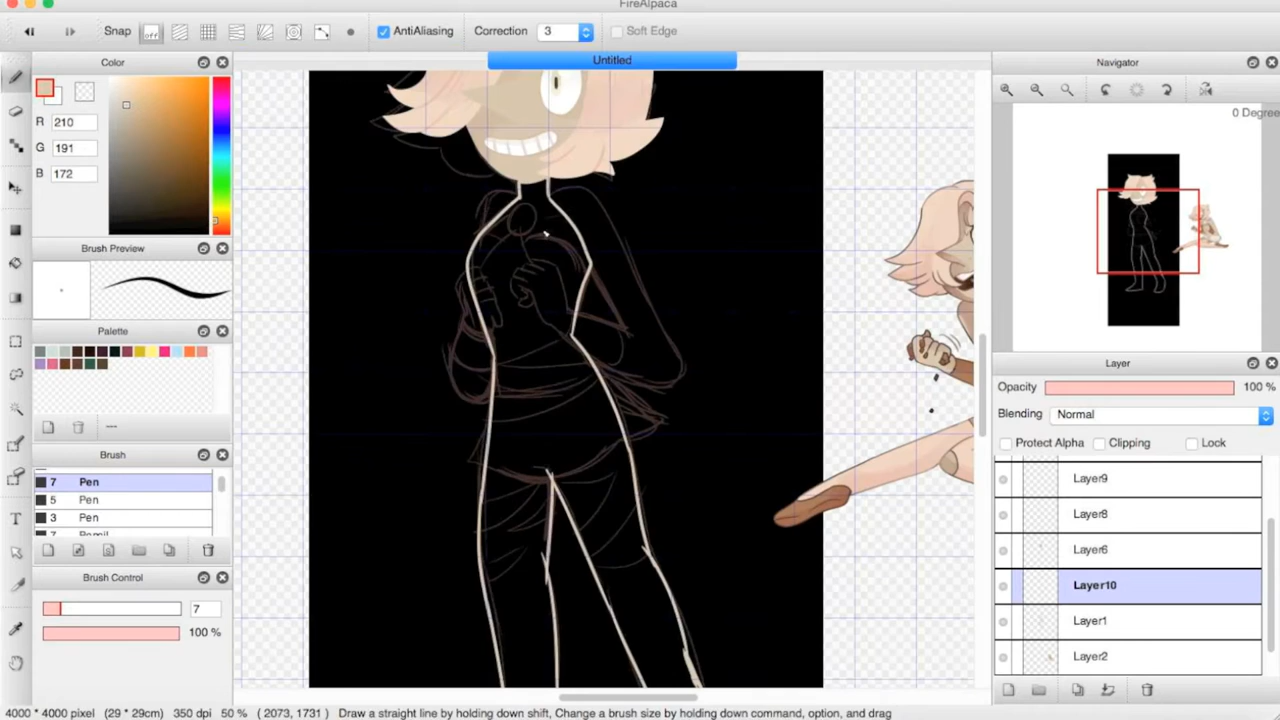 FireAlpaca
Snap off AntiAliasing Correction 3 Soft Edge
Color
Untitled
Navigator
R 210
G 191
B 172
0 Degree
Brush Preview
Palette
Layer
Opacity 100 %
Blending Normal
Protect Alpha Clipping Lock
---
Brush
7 Pen
5 Pen
3 Pen
7 Pencil
Layer9
Layer8
Layer6
Layer10
Layer1
Layer2
Brush Control
7
100 %
4000 * 4000 pixel (29 * 29cm) 350 dpi 50 % ( 2073, 1731 ) Draw a straight line by holding down shift, Change a brush size by holding down command, option, and drag